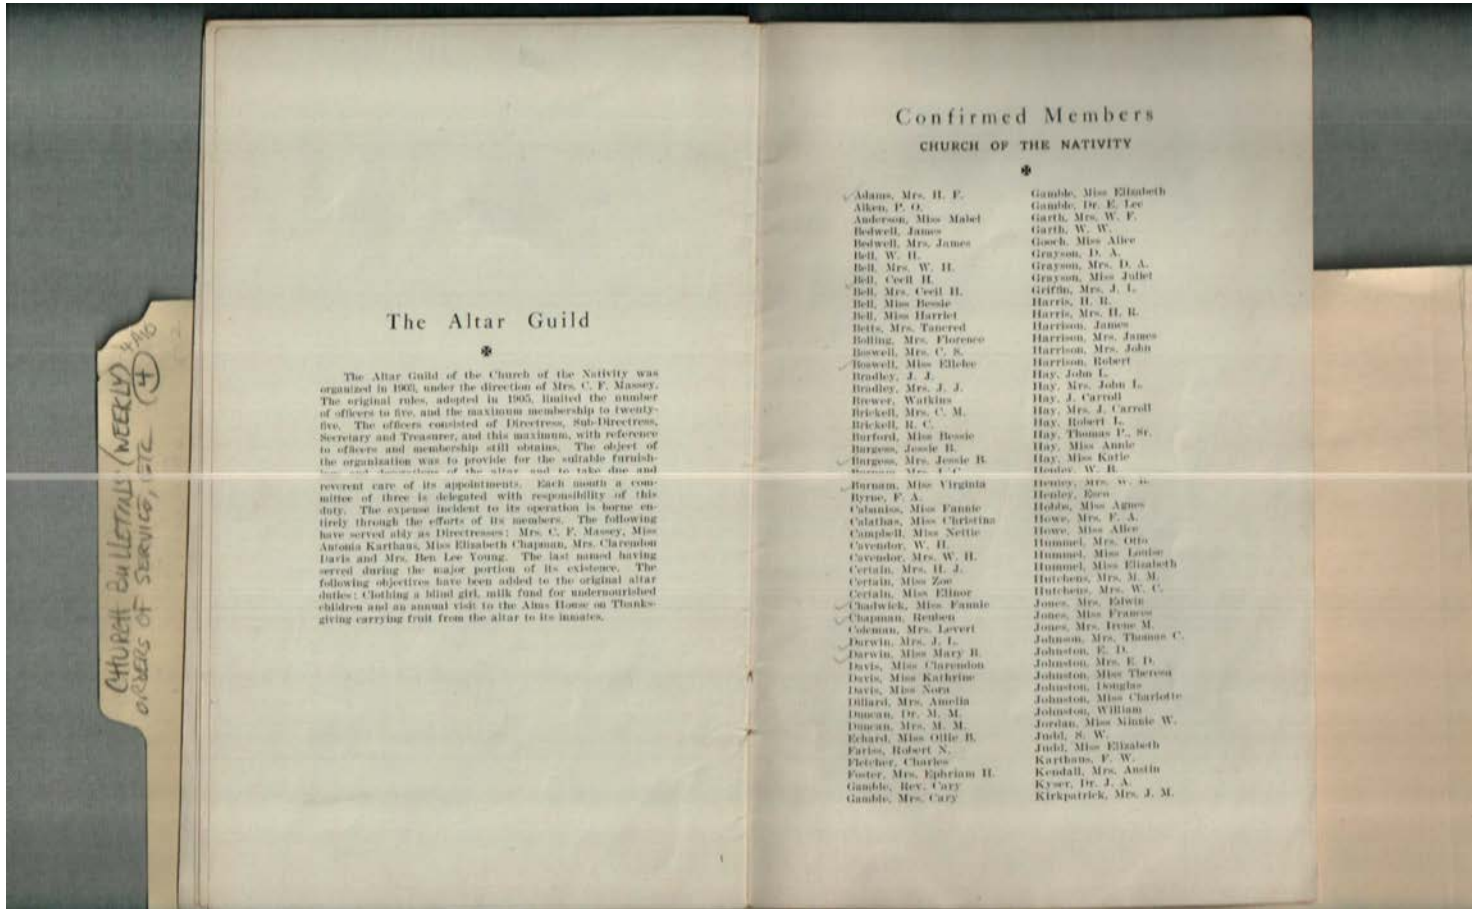 CHURCH BULLETINS (WEEKLY)
ORDERS OF SERVICE, ETC (4)
The Altar Guild
The Altar Guild of the Church of the Nativity was
organized in 1903, under the direction of Mrs. C. F. Massey.
The original rules, adopted in 1905, limited the number
of officers to five, and the maximum membership to twenty-
five. The officers consisted of Directress, Sub-Directress,
Secretary and Treasurer, and this maximum, with reference
to officers and membership still obtains. The object of
the organization was to provide for the suitable furnish-
ings and decorations of the altar and to take due and
reverent care of its appointments. Each month a com-
mittee of three is delegated with responsibility of this
duty. The expense incident to its operation is borne en-
tirely through the efforts of its members. The following
have served ably as Directresses: Mrs. C. F. Massey, Miss
Antonia Karthaus, Miss Elizabeth Chapman, Mrs. Clarendon
Davis and Mrs. Ben Lee Young. The last named having
served during the major portion of its existence. The
following objectives have been added to the original altar
duties: Clothing a blind girl, milk fund for undernourished
children and an annual visit to the Alms House on Thanks-
giving carrying fruit from the altar to its inmates.
Confirmed Members
CHURCH OF THE NATIVITY
Adams, Mrs. H. F.
Aiken, P. O.
Anderson, Miss Mabel
Bedwell, James
Bedwell, Mrs. James
Bell, W. H.
Bell, Mrs. W. H.
Bell, Cecil H.
Bell, Mrs. Cecil H.
Bell, Miss Bessie
Bell, Miss Harriet
Betts, Mrs. Tancred
Bolling, Mrs. Florence
Boswell, Mrs. C. S.
Boswell, Miss Ellelee
Bradley, J. J.
Bradley, Mrs. J. J.
Brewer, Watkins
Brickell, Mrs. C. M.
Brickell, R. C.
Burford, Miss Bessie
Burgess, Jessie B.
Burgess, Mrs. Jessie B.
Burnam, Mrs. J. C.
Burnam, Miss Virginia
Byrne, F. A.
Cabaniss, Miss Fannie
Calathas, Miss Christina
Campbell, Miss Nettie
Cavendor, W. H.
Cavendor, Mrs. W. H.
Certain, Mrs. H. J.
Certain, Miss Zoe
Certain, Miss Elinor
Chadwick, Miss Fannie
Chapman, Reuben
Coleman, Mrs. Levert
Darwin, Mrs. J. L.
Darwin, Miss Mary B.
Davis, Miss Clarendon
Davis, Miss Kathrine
Davis, Miss Nora
Dillard, Mrs. Amelia
Duncan, Dr. M. M.
Duncan, Mrs. M. M.
Echard, Miss Ollie B.
Fariss, Robert N.
Fletcher, Charles
Foster, Mrs. Ephriam H.
Gamble, Rev. Cary
Gamble, Mrs. Cary
Gamble, Miss Elizabeth
Gamble, Dr. E. Lee
Garth, Mrs. W. F.
Garth, W. W.
Gooch, Miss Alice
Grayson, D. A.
Grayson, Mrs. D. A.
Grayson, Miss Juliet
Griffin, Mrs. J. L.
Harris, H. R.
Harris, Mrs. H. R.
Harrison, James
Harrison, Mrs. James
Harrison, Mrs. John
Harrison, Robert
Hay, John L.
Hay, Mrs. John L.
Hay, J. Carroll
Hay, Mrs. J. Carroll
Hay, Robert L.
Hay, Thomas P., Sr.
Hay, Miss Annie
Hay, Miss Katie
Henley, W. B.
Henley, Mrs. W. B.
Henley, Esco
Hobbs, Miss Agnes
Howe, Mrs. F. A.
Howe, Miss Alice
Hummel, Mrs. Otto
Hummel, Miss Louise
Hummel, Miss Elizabeth
Hutchens, Mrs. M. M.
Hutchens, Mrs. W. C.
Jones, Mrs. Edwin
Jones, Miss Frances
Jones, Mrs. Irene M.
Johnson, Mrs. Thomas C.
Johnston, E. D.
Johnston, Mrs. E. D.
Johnston, Miss Theresa
Johnston, Douglas
Johnston, Miss Charlotte
Johnston, William
Jordan, Miss Minnie W.
Judd, S. W.
Judd, Miss Elizabeth
Karthaus, F. W.
Kendall, Mrs. Austin
Kyser, Dr. J. A.
Kirkpatrick, Mrs. J. M.